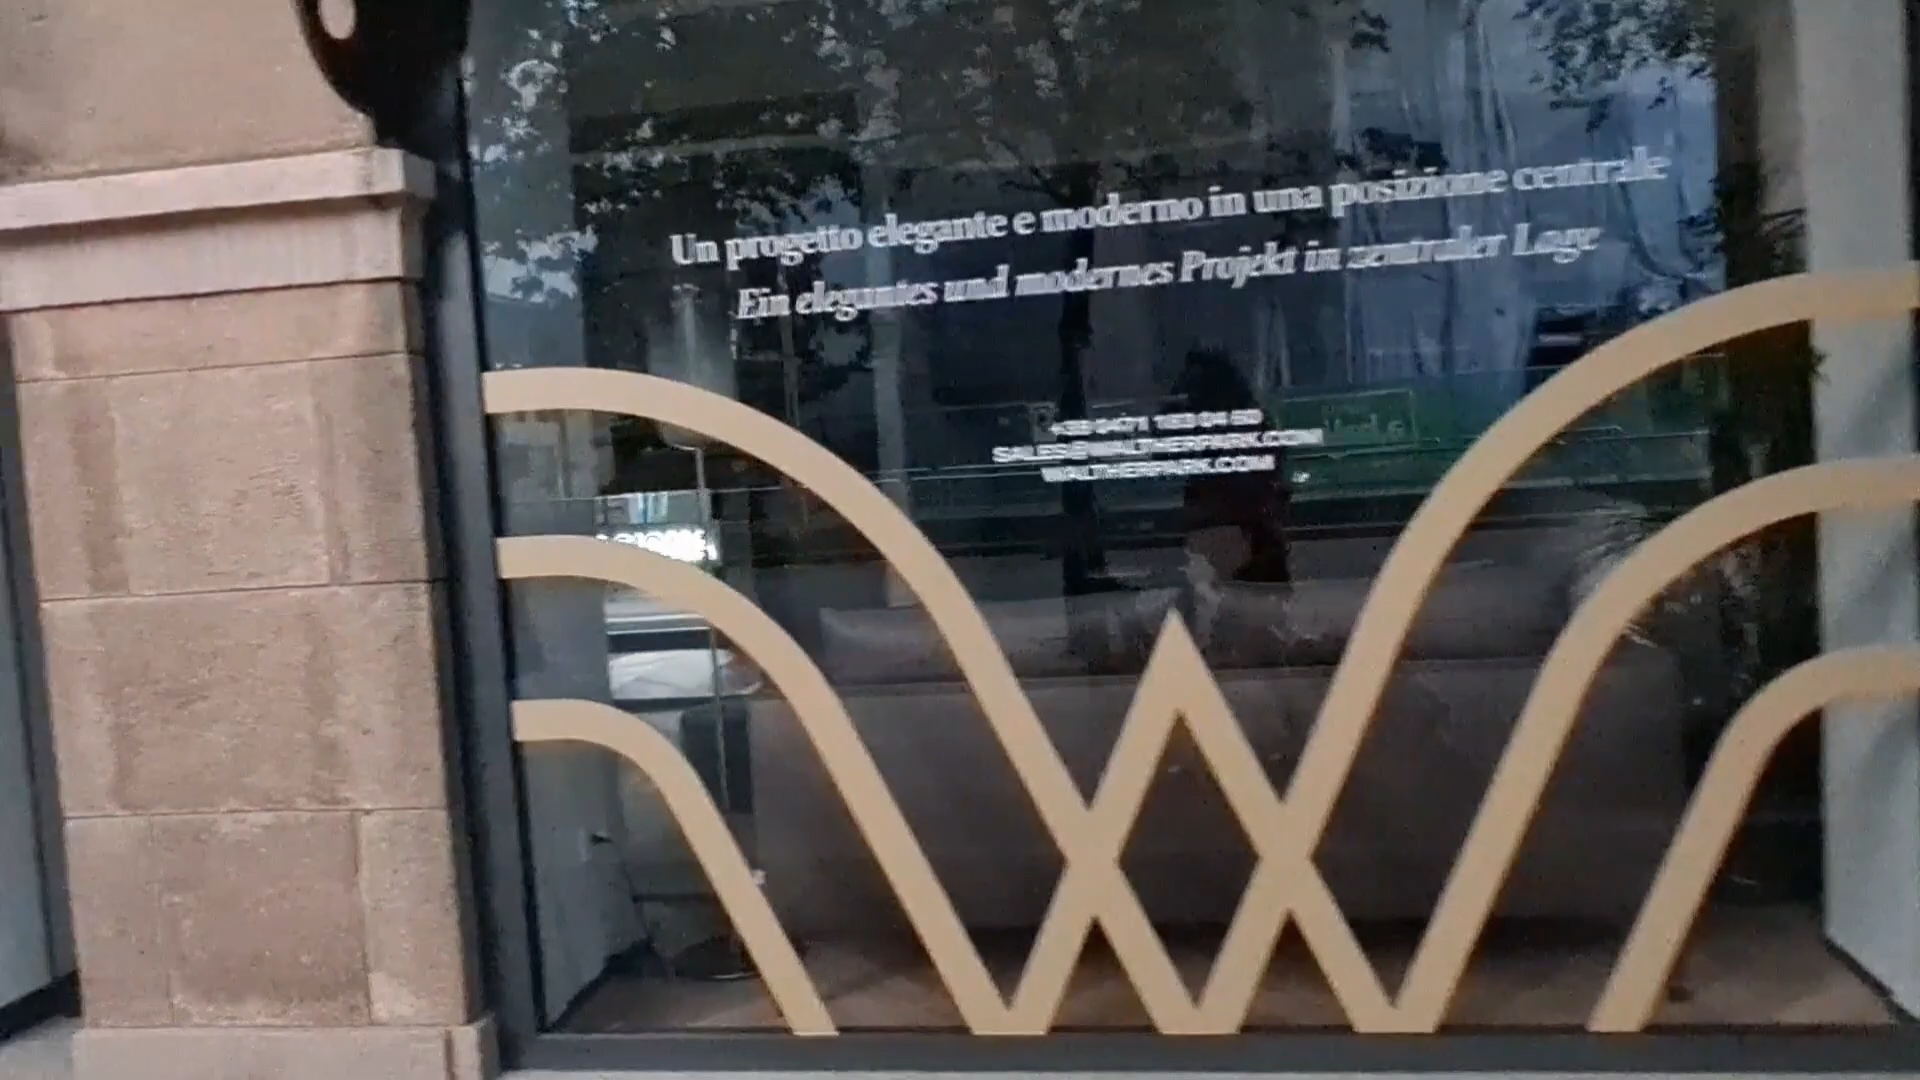 Un progetto elegante e moderno in una posizione centrale
Ein elegantes und modernes Projekt in zentraler Lage
SALES@WALTHERPARK.COM
WALTHERPARK.COM